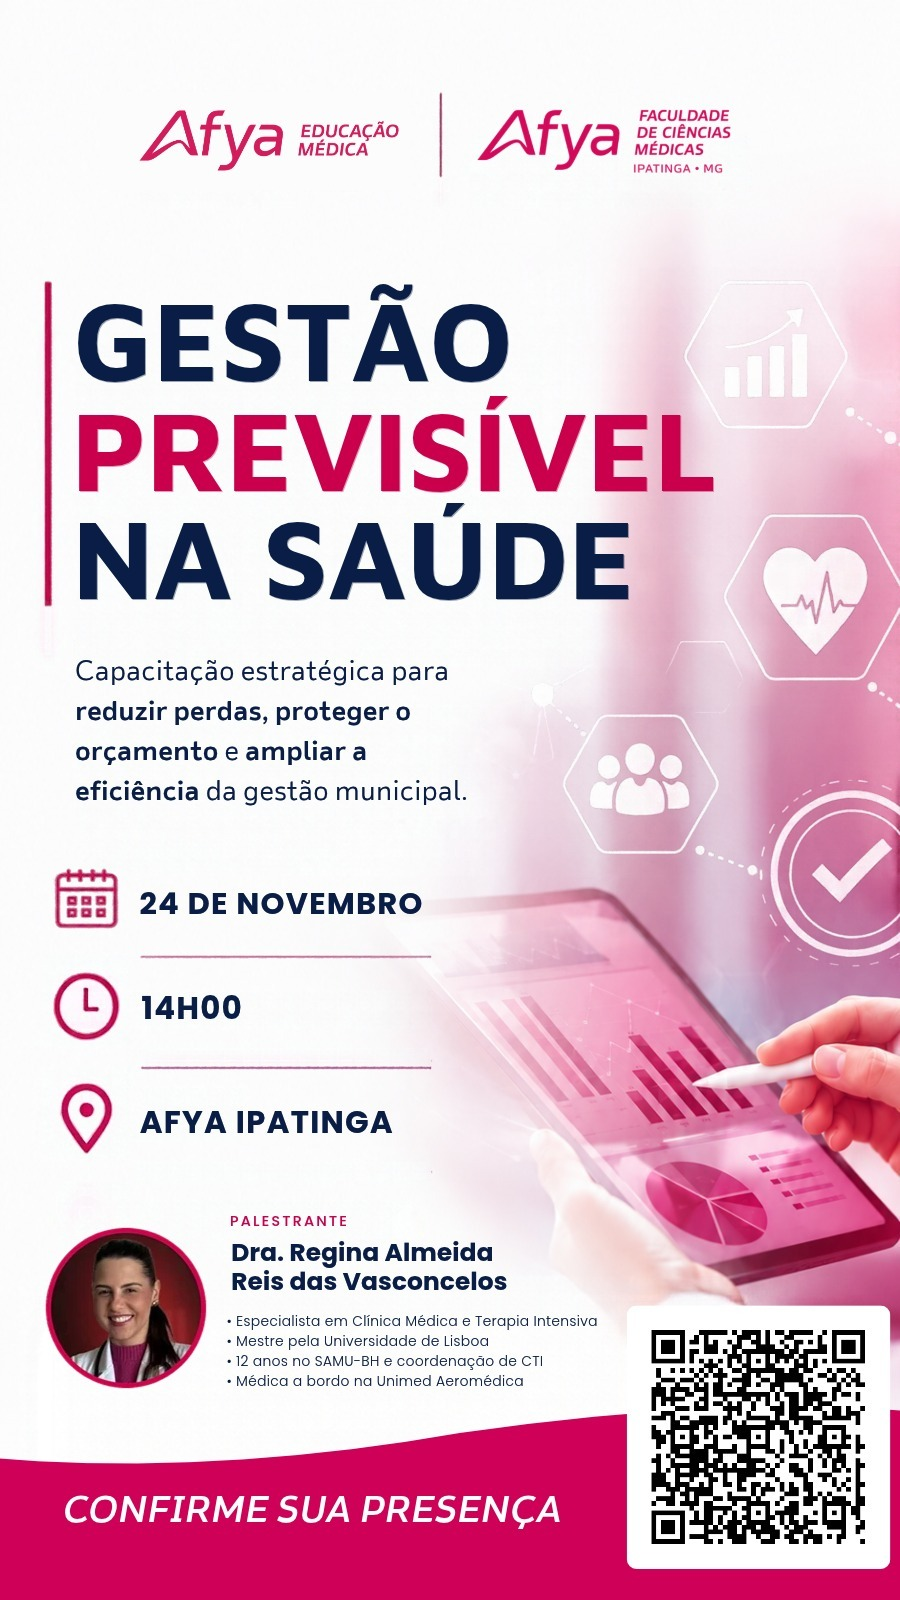 Afya EDUCAÇÃO
MÉDICA
Afya FACULDADE
DE CIÊNCIAS
MÉDICAS
IPATINGA • MG
GESTÃO
PREVISÍVEL
NA SAÚDE
Capacitação estratégica para
reduzir perdas, proteger o
orçamento e ampliar a
eficiência da gestão municipal.
24 DE NOVEMBRO
14H00
AFYA IPATINGA
PALESTRANTE
Dra. Regina Almeida
Reis das Vasconcelos
• Especialista em Clínica Médica e Terapia Intensiva
• Mestre pela Universidade de Lisboa
• 12 anos no SAMU-BH e coordenação de CTI
• Médica a bordo na Unimed Aeromédica
CONFIRME SUA PRESENÇA